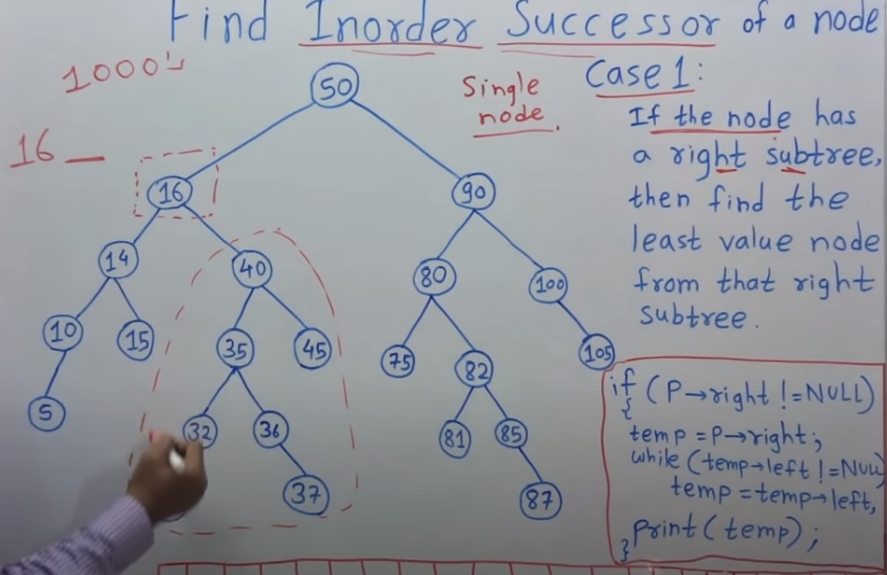 Find Inorder Successor of a node
1000's
16
Single
node.
50
16
90
14
40
80
100
10
15
35
45
75
82
105
5
32
36
81
85
37
87
Case 1:
If the node has
a right subtree,
then find the
least value node
from that right
subtree.
if (P→right != NULL)
{
temp = P→right;
while (temp→left != NULL)
temp = temp→left,
print (temp);
}